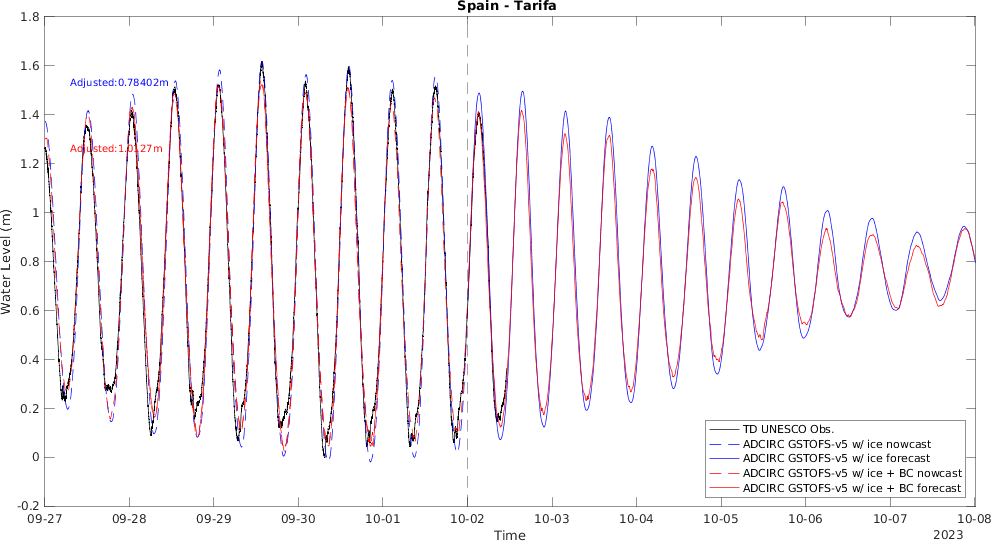 Spain - Tarifa
1.8
1.6
1.4
1.2
1
0.8
0.6
0.4
0.2
0
-0.2
Water Level (m)
Adjusted:0.78402m
Adjusted:1.0127m
TD UNESCO Obs.
ADCIRC GSTOFS-v5 w/ ice nowcast
ADCIRC GSTOFS-v5 w/ ice forecast
ADCIRC GSTOFS-v5 w/ ice + BC nowcast
ADCIRC GSTOFS-v5 w/ ice + BC forecast
09-27 09-28 09-29 09-30 10-01 10-02 10-03 10-04 10-05 10-06 10-07 10-08
Time
2023